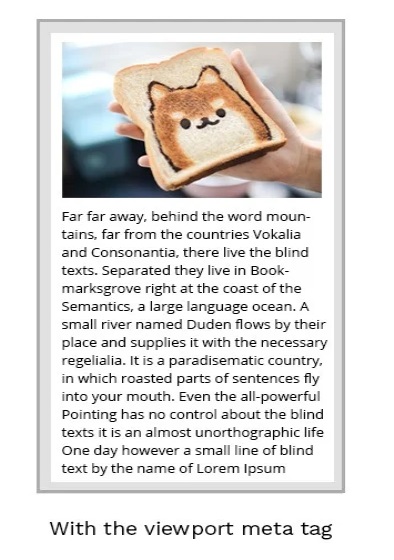 Far far away, behind the word moun-
tains, far from the countries Vokalia
and Consonantia, there live the blind
texts. Separated they live in Book-
marksgrove right at the coast of the
Semantics, a large language ocean. A
small river named Duden flows by their
place and supplies it with the necessary
regelialia. It is a paradisematic country,
in which roasted parts of sentences fly
into your mouth. Even the all-powerful
Pointing has no control about the blind
texts it is an almost unorthographic life
One day however a small line of blind
text by the name of Lorem Ipsum
With the viewport meta tag